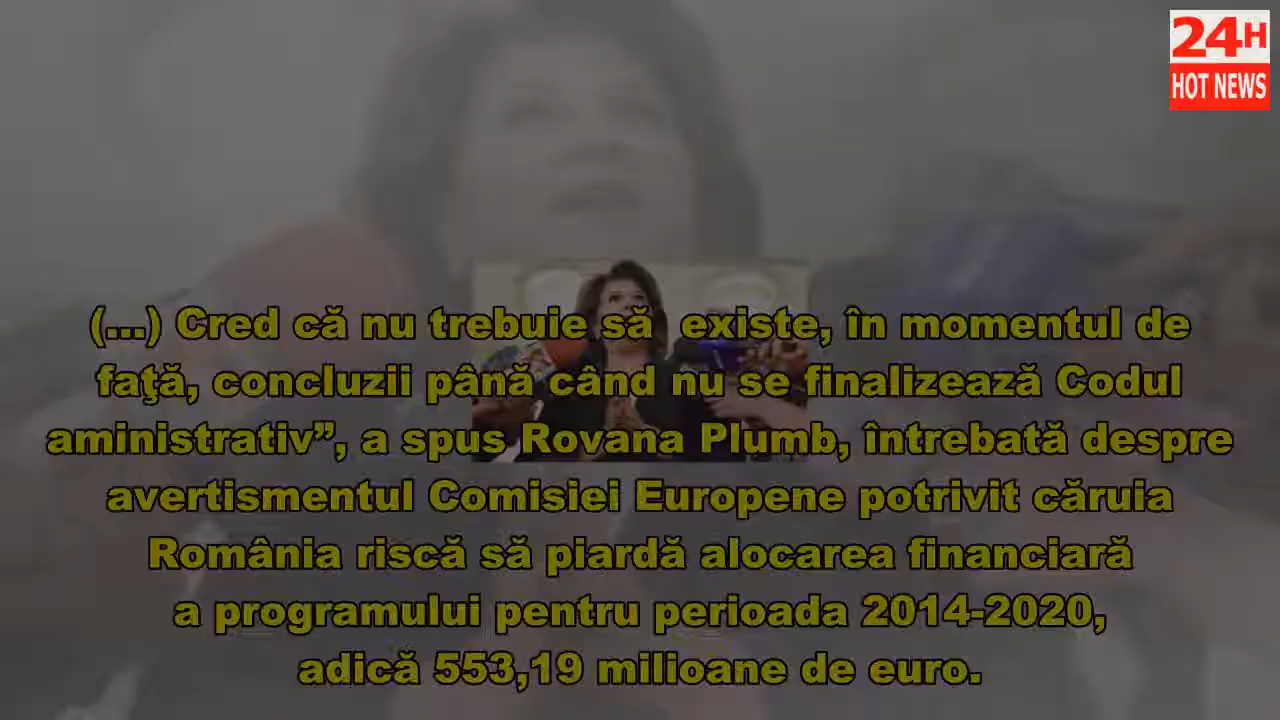 24H
HOT NEWS
(...) Cred că nu trebuie să existe, în momentul de
faţă, concluzii până când nu se finalizează Codul
aministrativ”, a spus Rovana Plumb, întrebată despre
avertismentul Comisiei Europene potrivit căruia
România riscă să piardă alocarea financiară
a programului pentru perioada 2014-2020,
adică 553,19 milioane de euro.